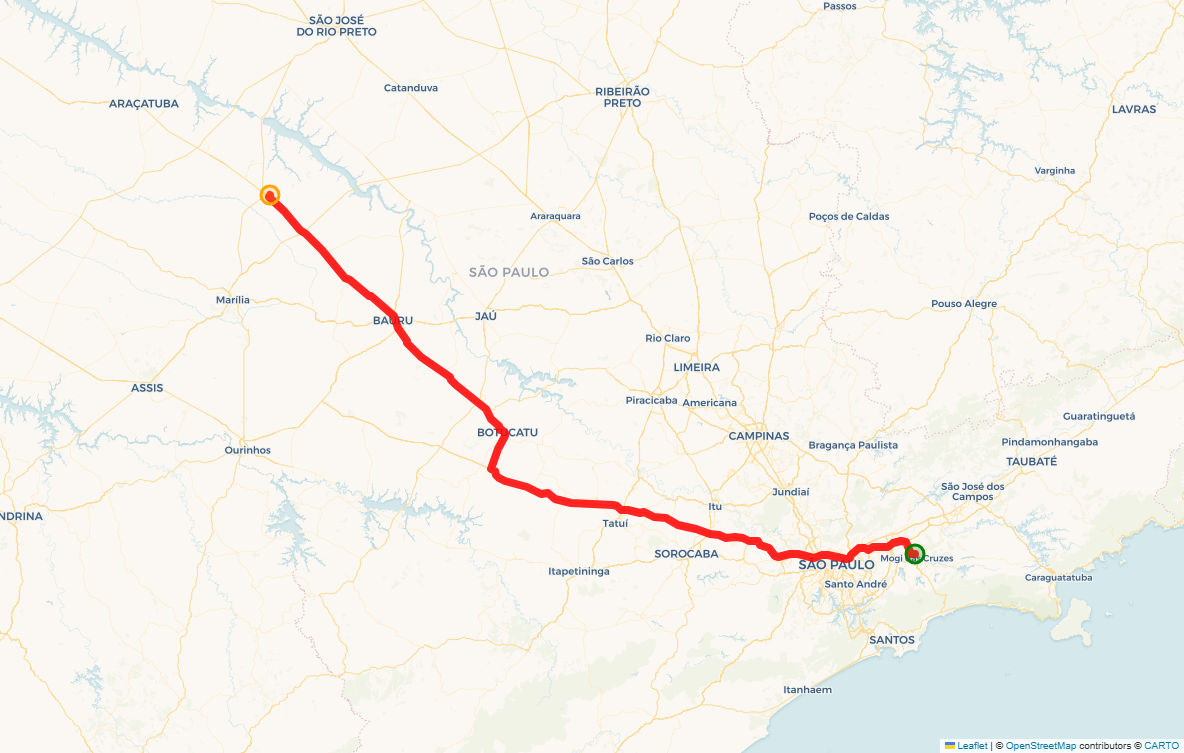 Passos
SÃO JOSÉ
DO RIO PRETO
Catanduva
RIBEIRÃO
PRETO
ARAÇATUBA
LAVRAS
Varginha
Araraquara
Poços de Caldas
São Carlos
SÃO PAULO
Marília
Pouso Alegre
BAURU
JAÚ
Rio Claro
LIMEIRA
ASSIS
Piracicaba
Americana
Guaratinguetá
BOTUCATU
CAMPINAS
Bragança Paulista
Pindamonhangaba
Ourinhos
TAUBATÉ
São José dos
Campos
Jundiaí
Itu
NDRINA
Tatuí
SOROCABA
Mogi das Cruzes
SÃO PAULO
Itapetininga
Santo André
Caraguatatuba
SANTOS
Itanhaem
Leaflet | © OpenStreetMap contributors © CARTO